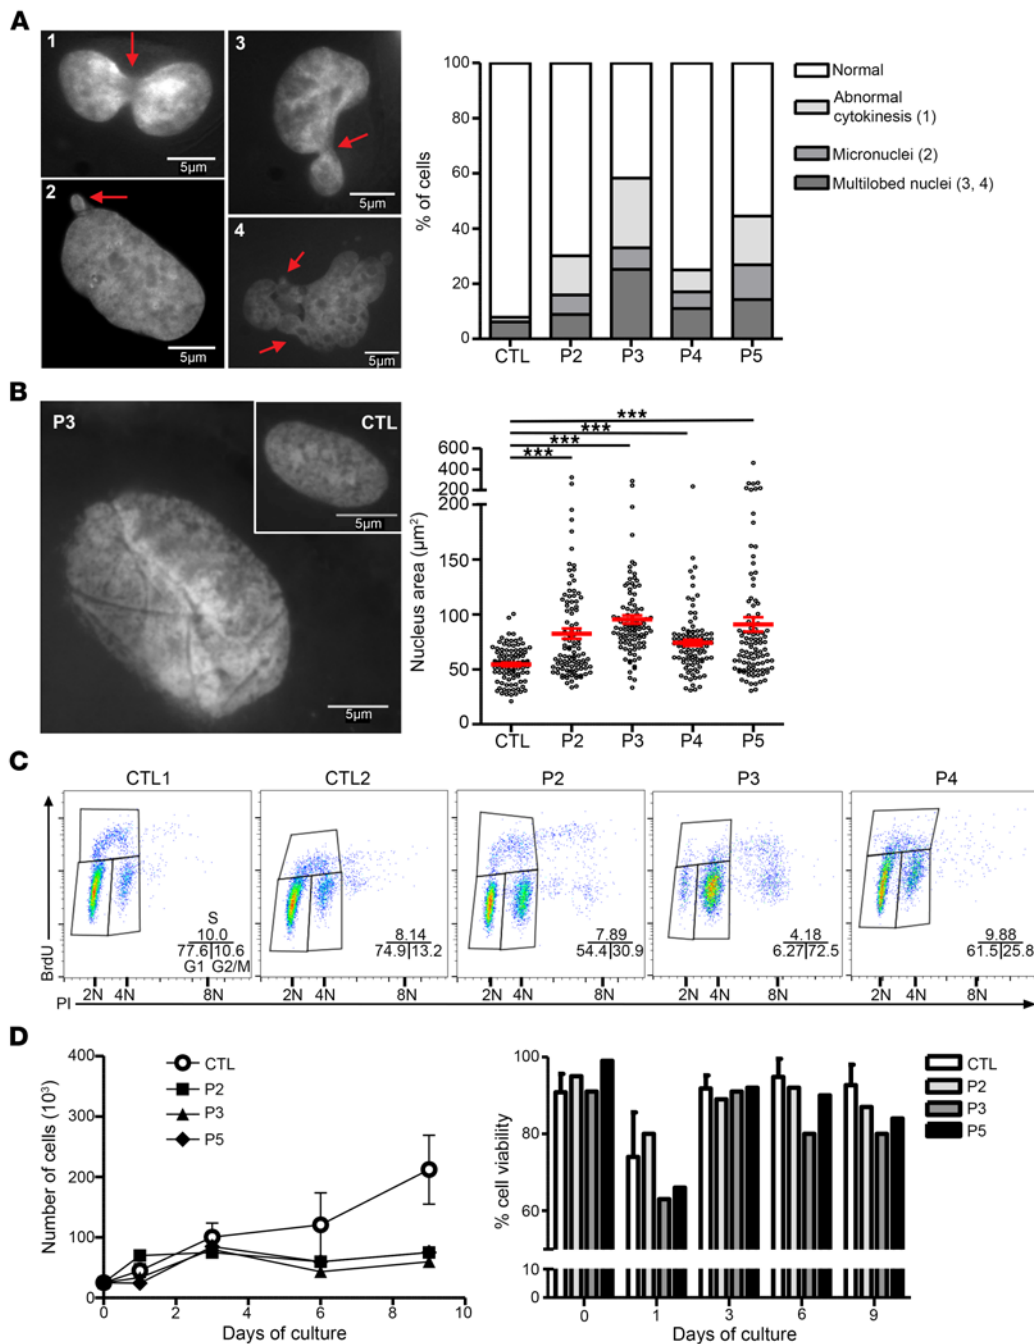 A
1
5µm
2
5µm
3
5µm
4
5µm
% of cells
100
80
60
40
20
0
CTL P2 P3 P4 P5
Normal
Abnormal
cytokinesis (1)
Micronuclei (2)
Multilobed nuclei (3, 4)
B
P3
CTL
5µm
5µm
Nucleus area (µm²)
***
***
***
***
600
400
200
200
150
100
50
0
CTL P2 P3 P4 P5
C
CTL1 CTL2 P2 P3 P4
BrdU
S
10.0
77.6|10.6
G1 G2/M
8.14
74.9|13.2
7.89
54.4|30.9
4.18
6.27|72.5
9.88
61.5|25.8
PI
2N 4N 8N
2N 4N 8N
2N 4N 8N
2N 4N 8N
2N 4N 8N
D
Number of cells (10³)
400
300
200
100
0
0 2 4 6 8 10
Days of culture
CTL
P2
P3
P5
% cell viability
100
80
60
10
0
0 1 3 6 9
Days of culture
CTL
P2
P3
P5